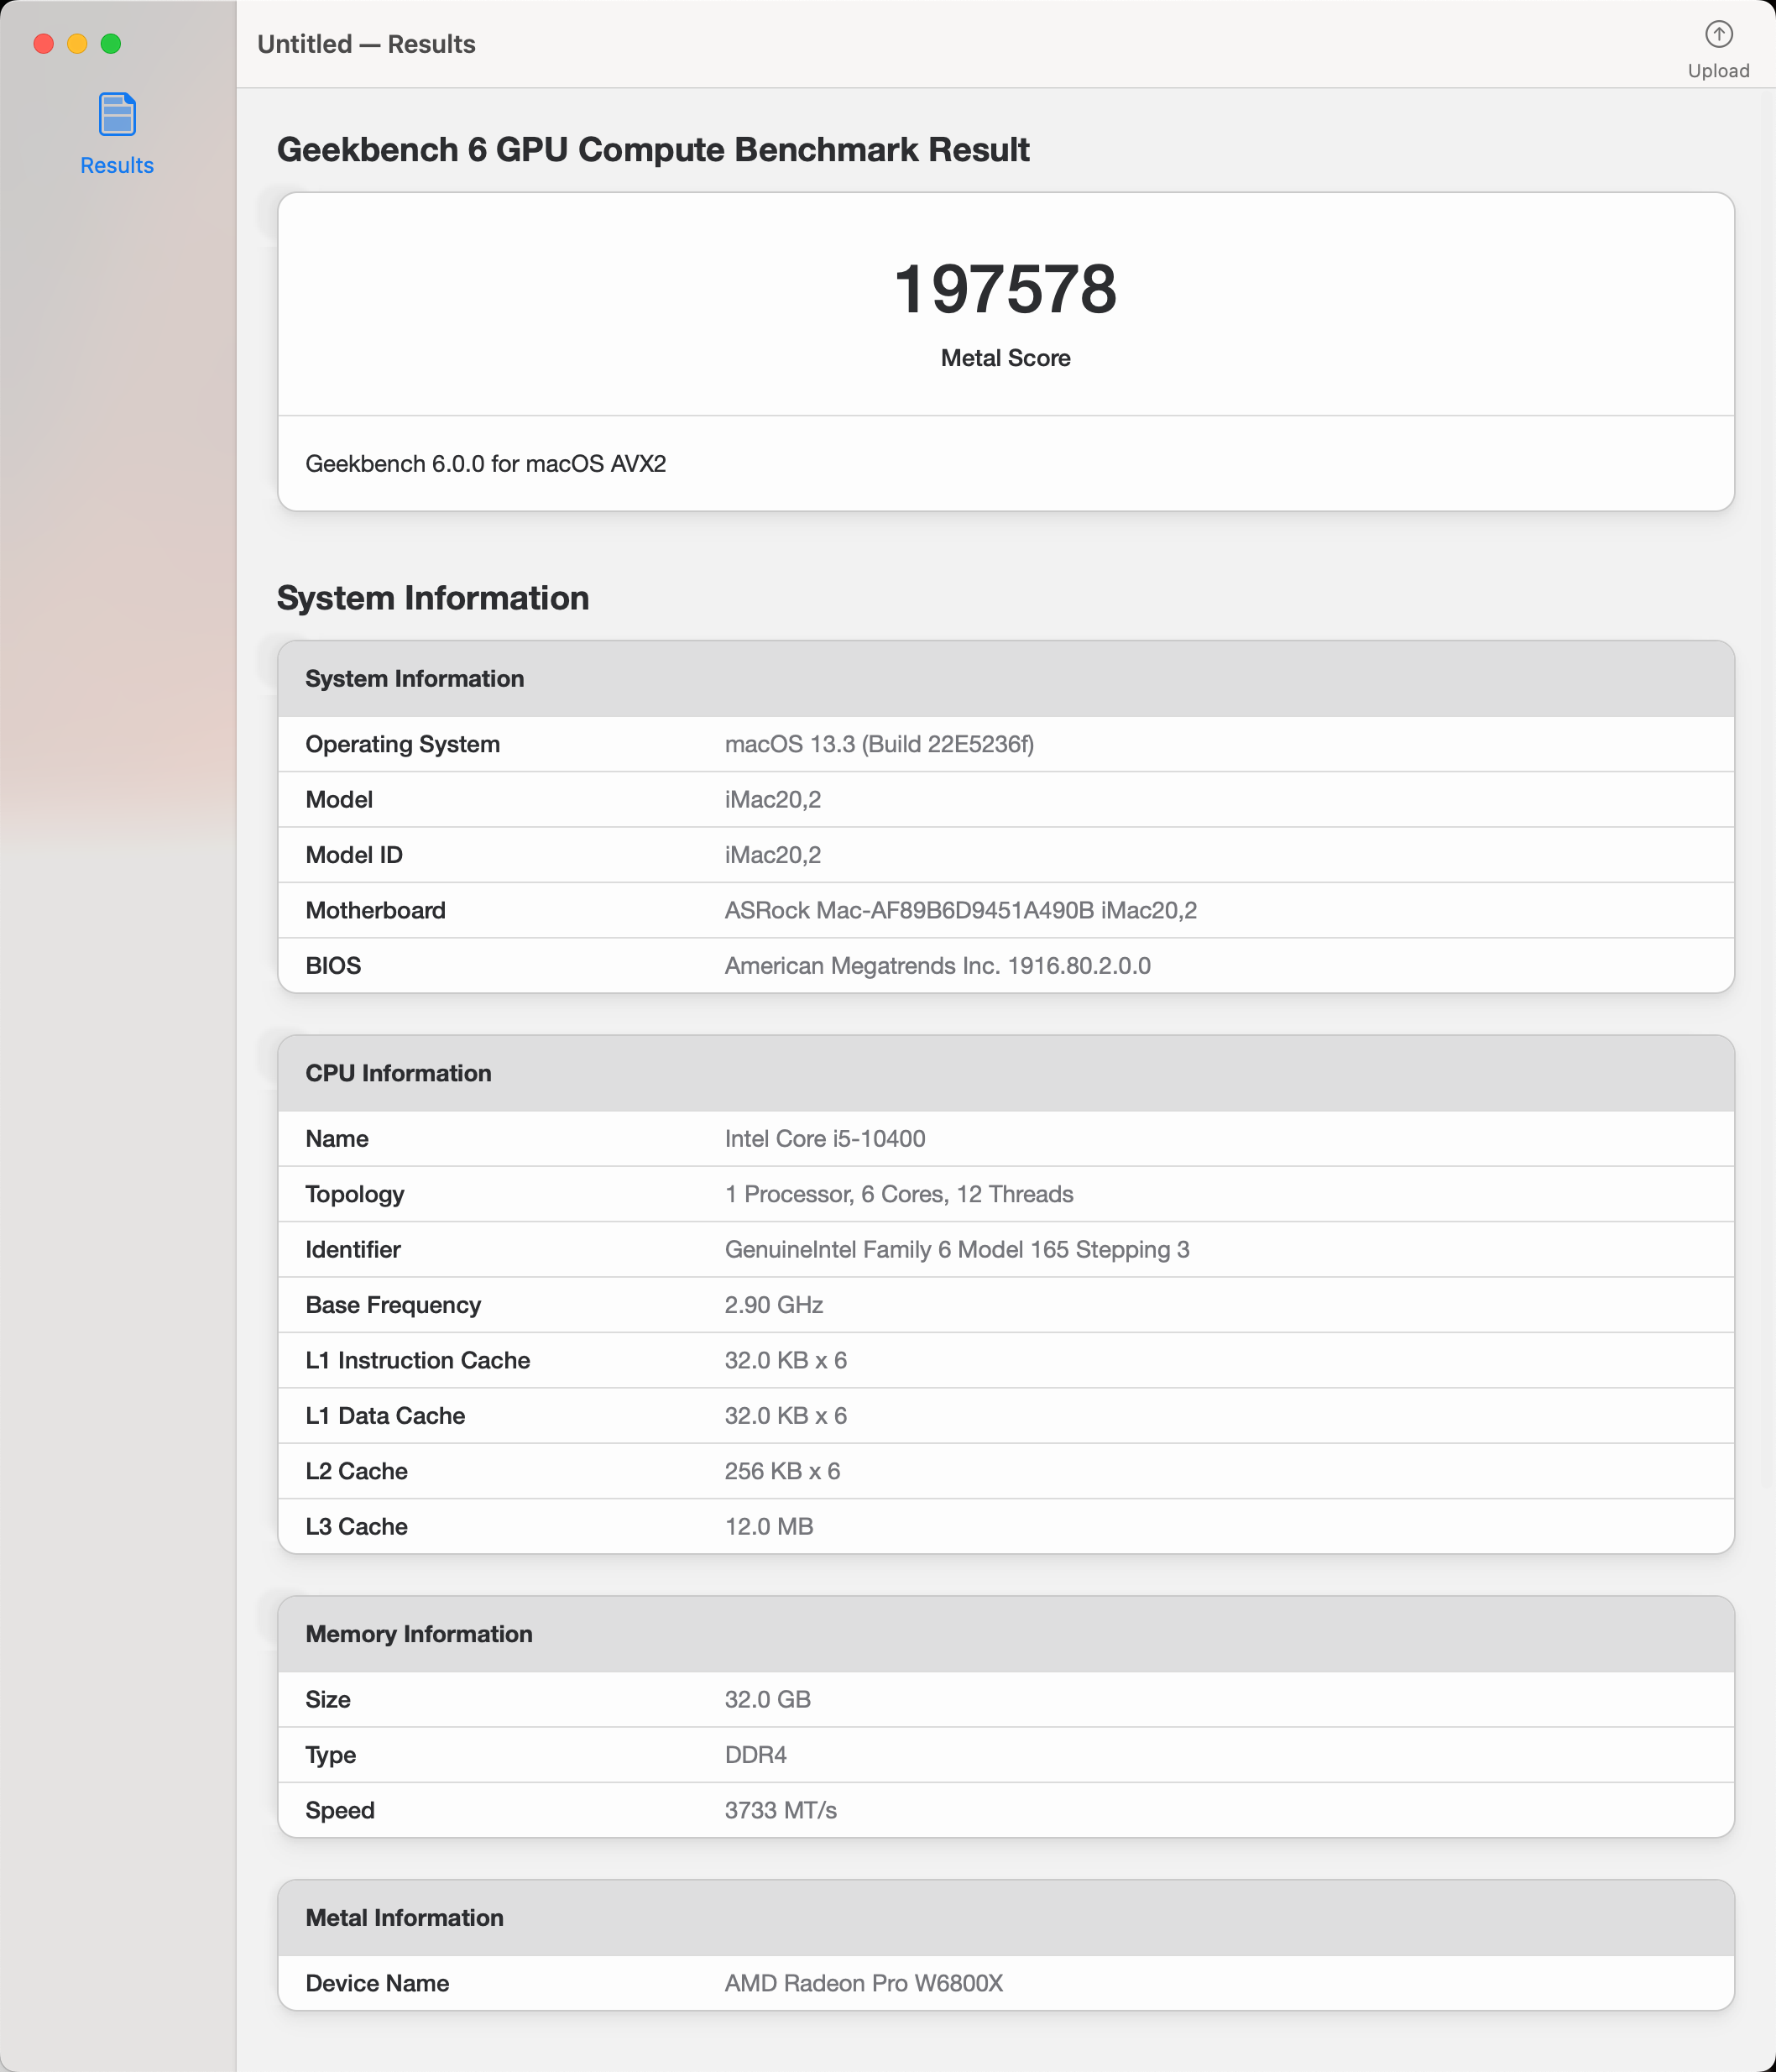 Untitled — Results
Upload
Results
Geekbench 6 GPU Compute Benchmark Result
197578
Metal Score
Geekbench 6.0.0 for macOS AVX2
System Information
System Information
Operating System macOS 13.3 (Build 22E5236f)
Model iMac20,2
Model ID iMac20,2
Motherboard ASRock Mac-AF89B6D9451A490B iMac20,2
BIOS American Megatrends Inc. 1916.80.2.0.0
CPU Information
Name Intel Core i5-10400
Topology 1 Processor, 6 Cores, 12 Threads
Identifier GenuineIntel Family 6 Model 165 Stepping 3
Base Frequency 2.90 GHz
L1 Instruction Cache 32.0 KB x 6
L1 Data Cache 32.0 KB x 6
L2 Cache 256 KB x 6
L3 Cache 12.0 MB
Memory Information
Size 32.0 GB
Type DDR4
Speed 3733 MT/s
Metal Information
Device Name AMD Radeon Pro W6800X